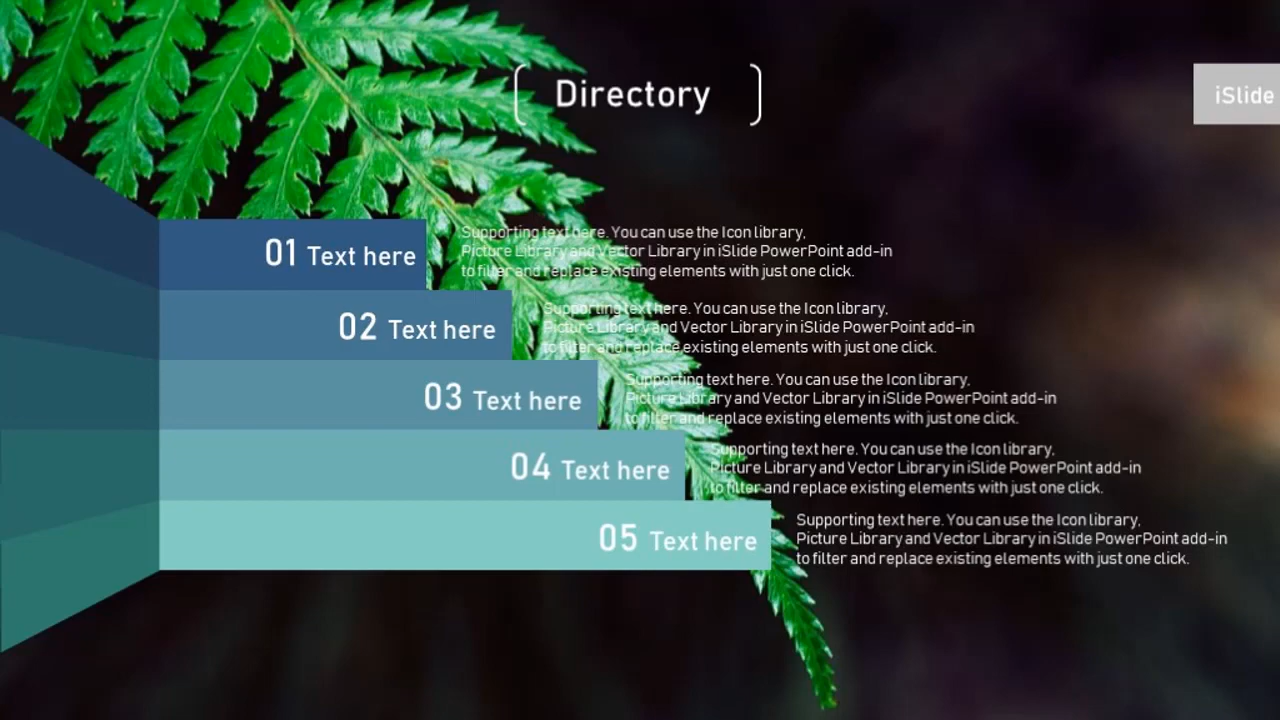 Directory
iSlide
01 Text here
Supporting text here. You can use the Icon library,
Picture Library and Vector Library in iSlide PowerPoint add-in
to filter and replace existing elements with just one click.
02 Text here
Supporting text here. You can use the Icon library,
Picture Library and Vector Library in iSlide PowerPoint add-in
to filter and replace existing elements with just one click.
03 Text here
Supporting text here. You can use the Icon library,
Picture Library and Vector Library in iSlide PowerPoint add-in
to filter and replace existing elements with just one click.
04 Text here
Supporting text here. You can use the Icon library,
Picture Library and Vector Library in iSlide PowerPoint add-in
to filter and replace existing elements with just one click.
05 Text here
Supporting text here. You can use the Icon library,
Picture Library and Vector Library in iSlide PowerPoint add-in
to filter and replace existing elements with just one click.